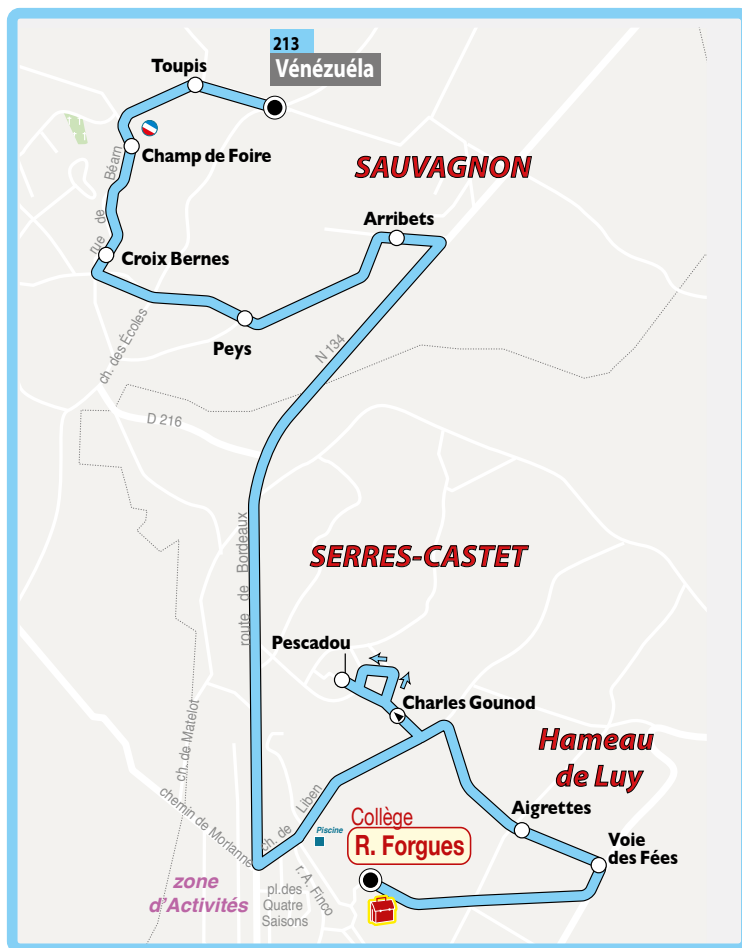 213
Vénézuéla
Toupis
Champ de Foire
SAUVAGNON
rue de Béarn
Arribets
Croix Bernes
Peys
N 134
ch. des Écoles
D 216
route de Bordeaux
SERRES-CASTET
Pescadou
Charles Gounod
ch. de Matelot
Hameau
de Luy
chemin de Morlanne
ch. de Liben
Aigrettes
Piscine
Collège
R. Forgues
Voie
des Fées
zone
d'Activités
r. A. Finco
pl.des
Quatre
Saisons